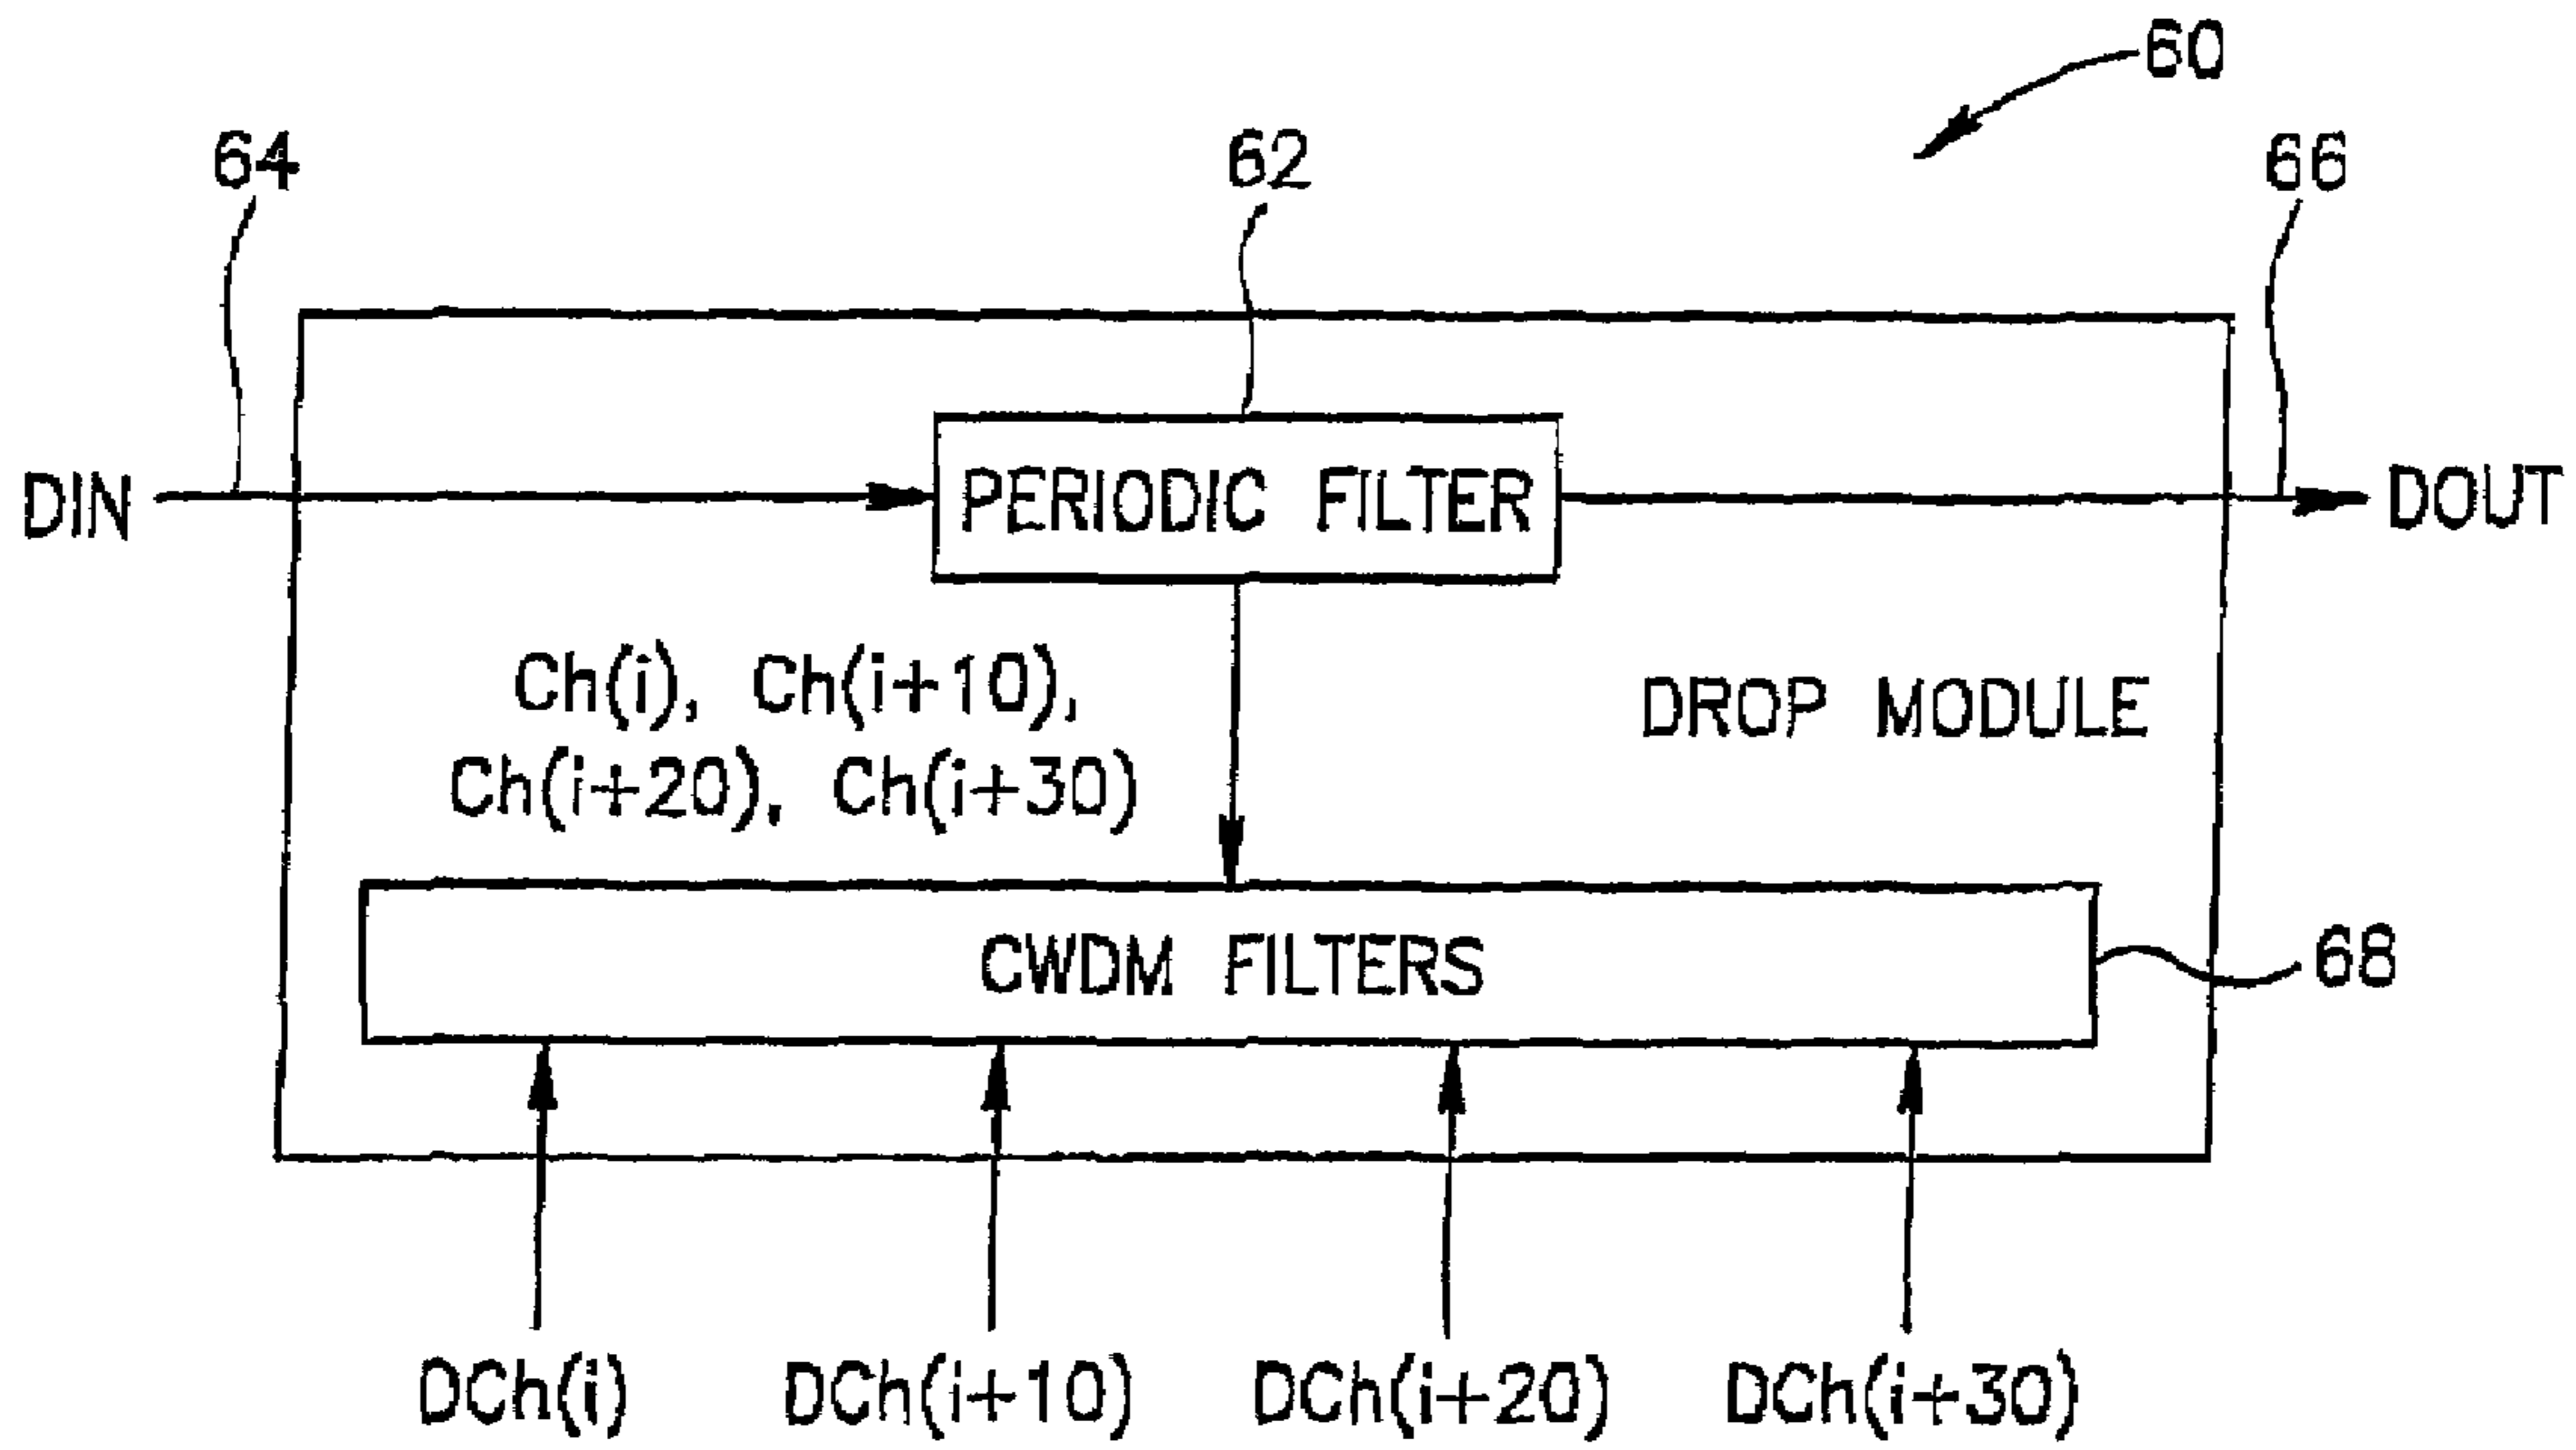 60
64
62
66
DIN
PERIODIC FILTER
DOUT
Ch(i), Ch(i+10),
Ch(i+20), Ch(i+30)
DROP MODULE
CWDM FILTERS
68
DCh(i)
DCh(i+10)
DCh(i+20)
DCh(i+30)